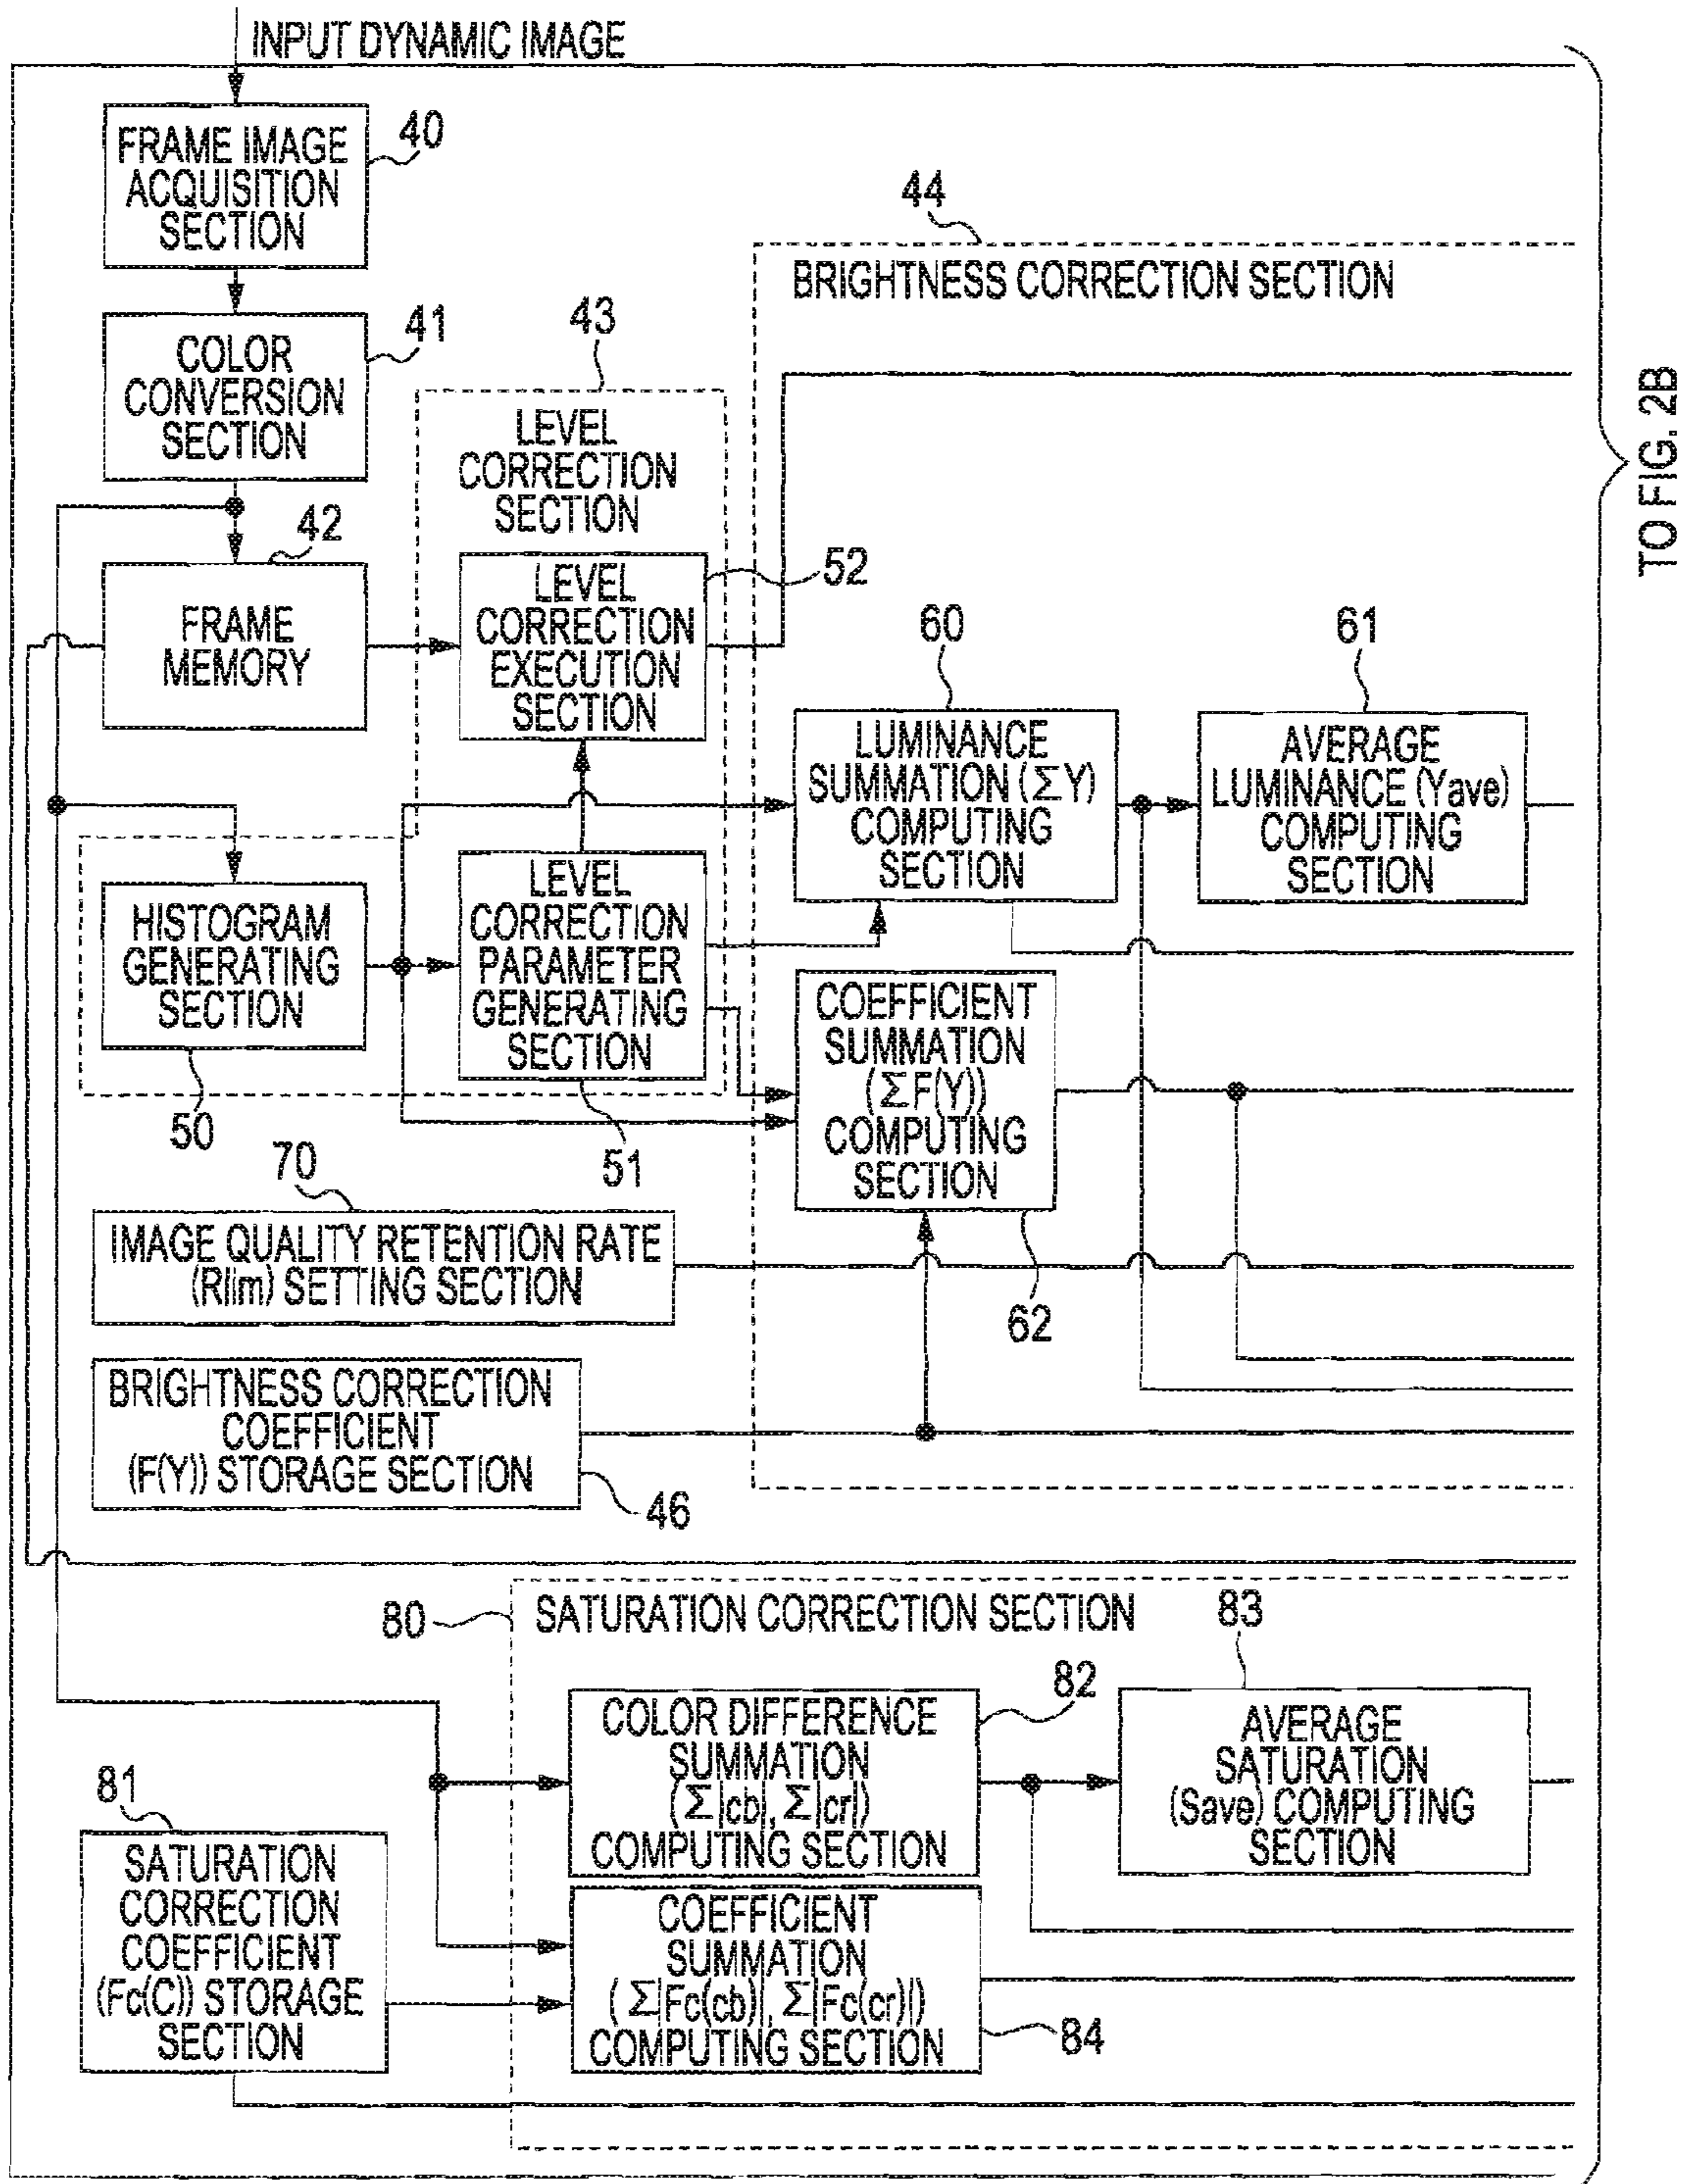 INPUT DYNAMIC IMAGE
FRAME IMAGE
ACQUISITION
SECTION
40
COLOR
CONVERSION
SECTION
41
42
FRAME
MEMORY
43
LEVEL
CORRECTION
SECTION
LEVEL
CORRECTION
EXECUTION
SECTION
52
44
BRIGHTNESS CORRECTION SECTION
60
LUMINANCE
SUMMATION (ΣY)
COMPUTING
SECTION
61
AVERAGE
LUMINANCE (Yave)
COMPUTING
SECTION
HISTOGRAM
GENERATING
SECTION
50
LEVEL
CORRECTION
PARAMETER
GENERATING
SECTION
51
COEFFICIENT
SUMMATION
(ΣF(Y))
COMPUTING
SECTION
62
70
IMAGE QUALITY RETENTION RATE
(Rlim) SETTING SECTION
BRIGHTNESS CORRECTION
COEFFICIENT
(F(Y)) STORAGE SECTION
46
80
SATURATION CORRECTION SECTION
82
COLOR DIFFERENCE
SUMMATION
(Σ|cb|, Σ|cr|)
COMPUTING SECTION
83
AVERAGE
SATURATION
(Save) COMPUTING
SECTION
81
SATURATION
CORRECTION
COEFFICIENT
(Fc(C)) STORAGE
SECTION
COEFFICIENT
SUMMATION
( Σ|Fc(cb)|, Σ|Fc(cr)|)
COMPUTING SECTION
84
TO FIG. 2B